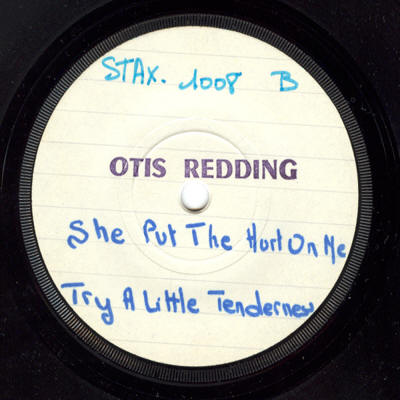 STAX. 1008 B
OTIS REDDING
She Put The Hurt On Me
Try A Little Tenderness